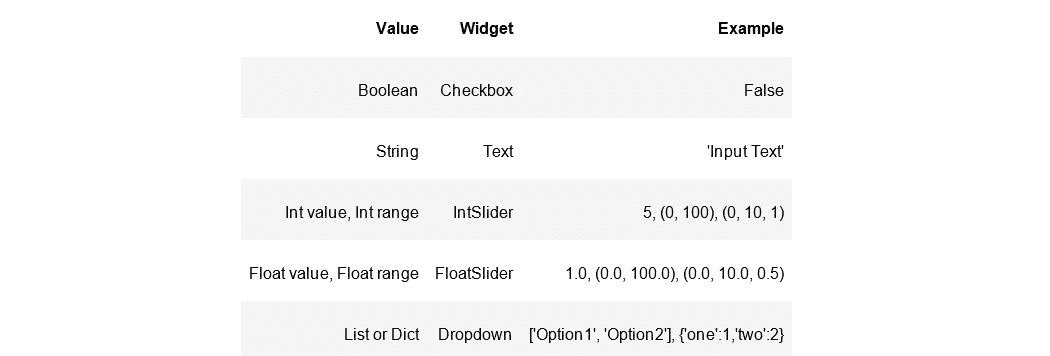 Value Widget Example
Boolean Checkbox False
String Text 'Input Text'
Int value, Int range IntSlider 5, (0, 100), (0, 10, 1)
Float value, Float range FloatSlider 1.0, (0.0, 100.0), (0.0, 10.0, 0.5)
List or Dict Dropdown ['Option1', 'Option2'], {'one':1,'two':2}